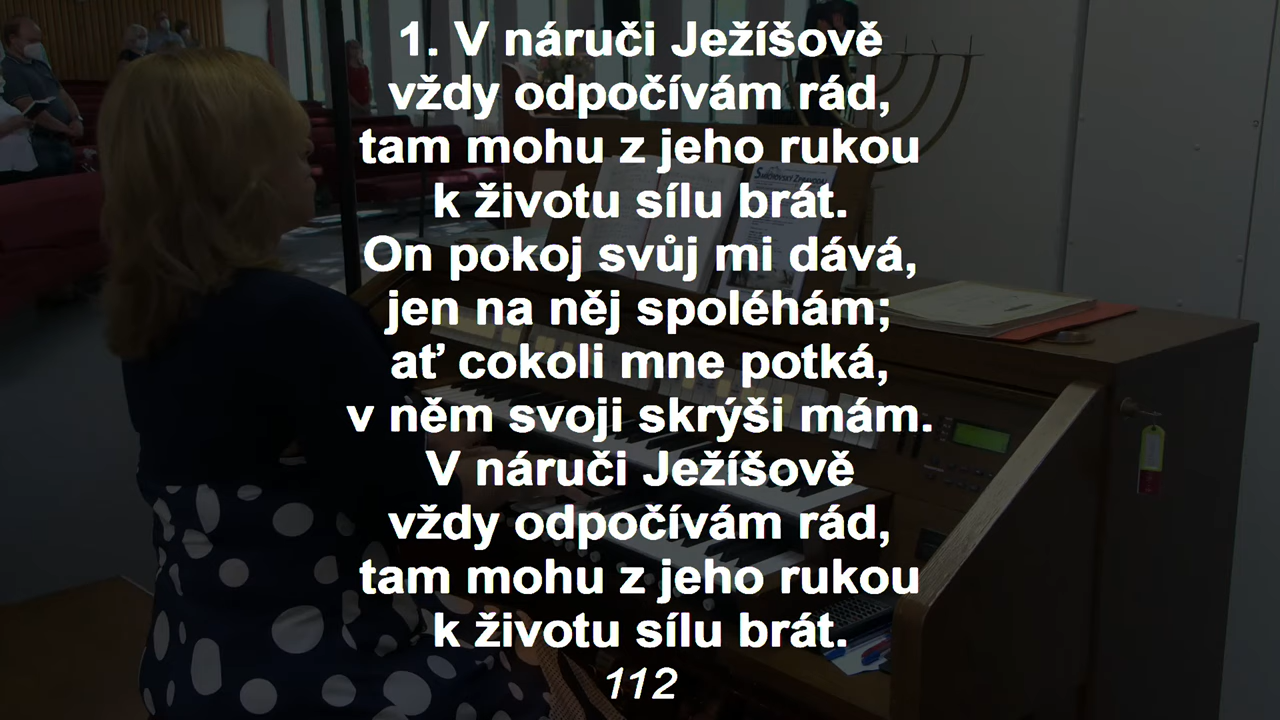 1. V náruči Ježíšově
vždy odpočívám rád,
tam mohu z jeho rukou
k životu sílu brát.
On pokoj svůj mi dává,
jen na něj spoléhám;
ať cokoli mne potká,
v něm svoji skrýši mám.
V náruči Ježíšově
vždy odpočívám rád,
tam mohu z jeho rukou
k životu sílu brát.
112
SMÍCHOVSKÝ ZPRAVODAJ